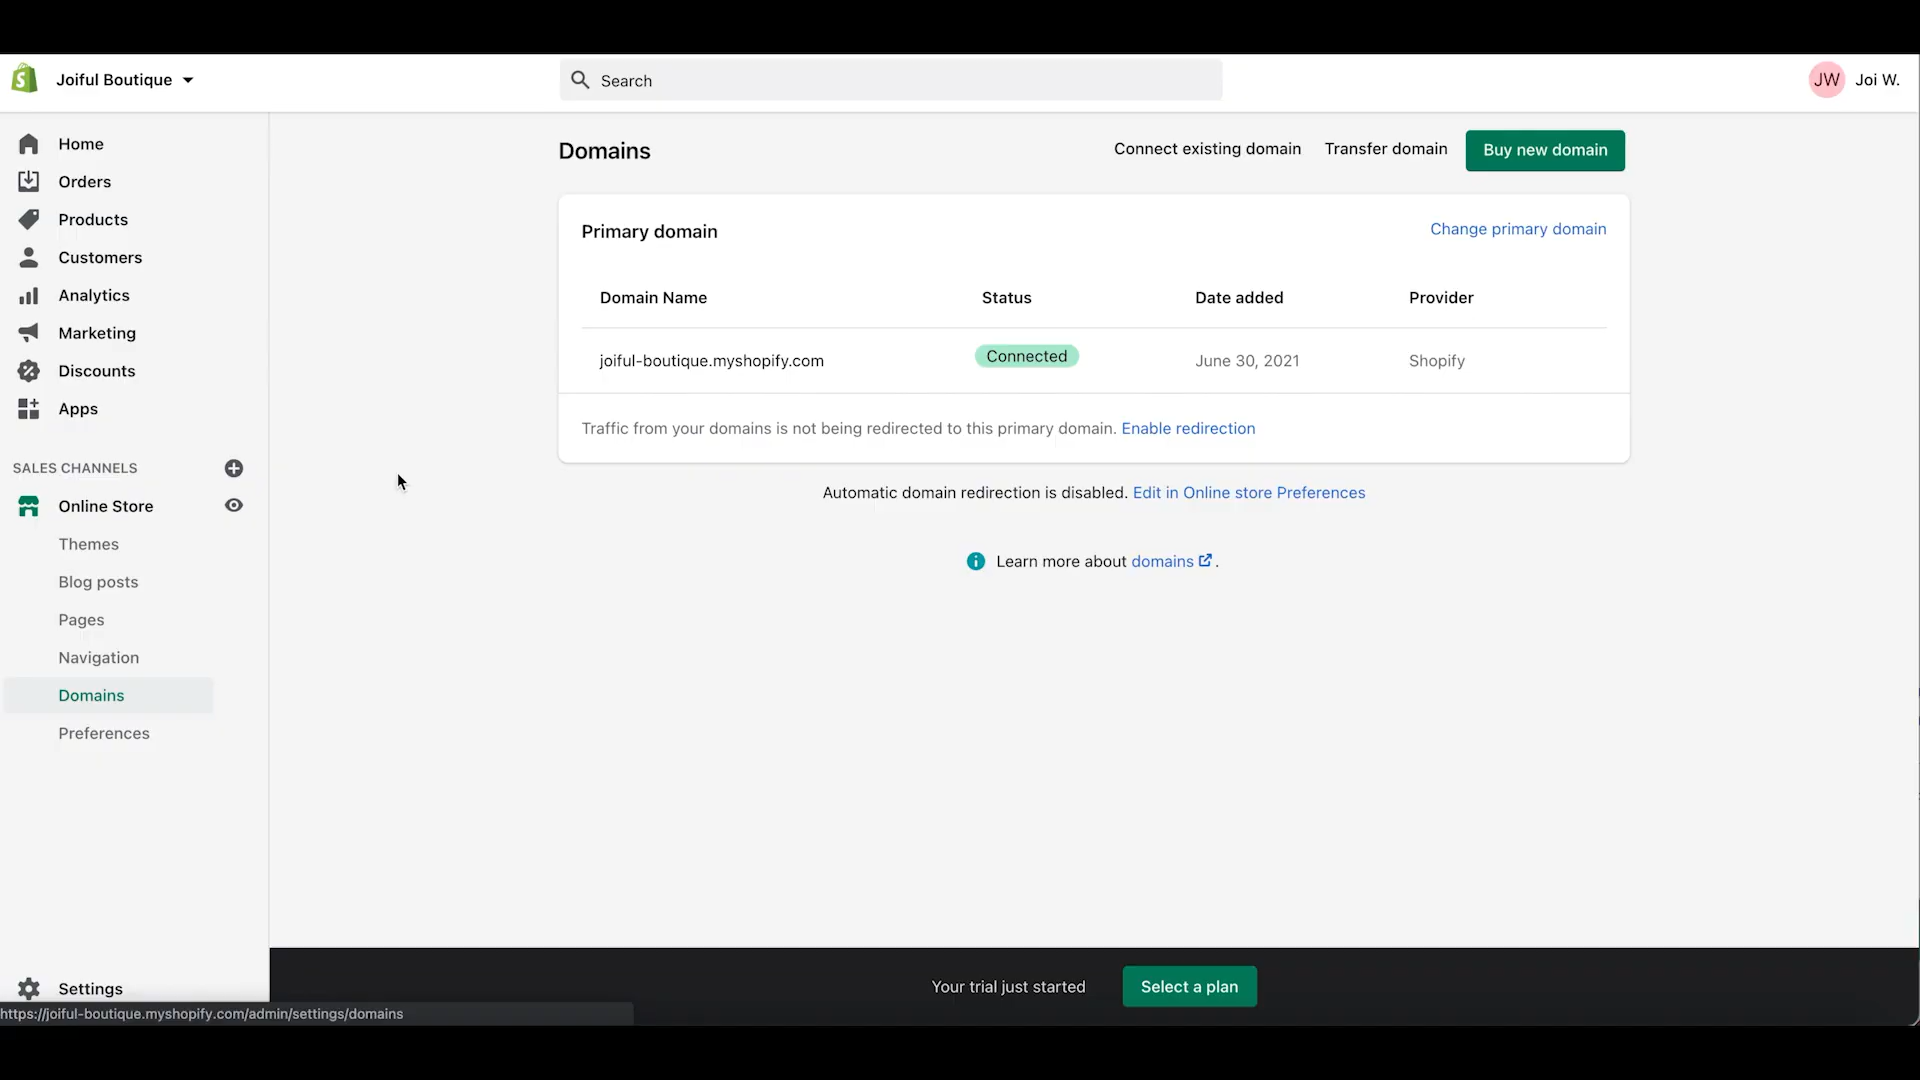 Joiful Boutique
Search
JW Joi W.
Home
Orders
Products
Customers
Analytics
Marketing
Discounts
Apps
SALES CHANNELS
Online Store
Themes
Blog posts
Pages
Navigation
Domains
Preferences
Settings
https://joiful-boutique.myshopify.com/admin/settings/domains
Domains
Connect existing domain Transfer domain Buy new domain
Primary domain Change primary domain
Domain Name Status Date added Provider
joiful-boutique.myshopify.com Connected June 30, 2021 Shopify
Traffic from your domains is not being redirected to this primary domain. Enable redirection
Automatic domain redirection is disabled. Edit in Online store Preferences
Learn more about domains .
Your trial just started Select a plan